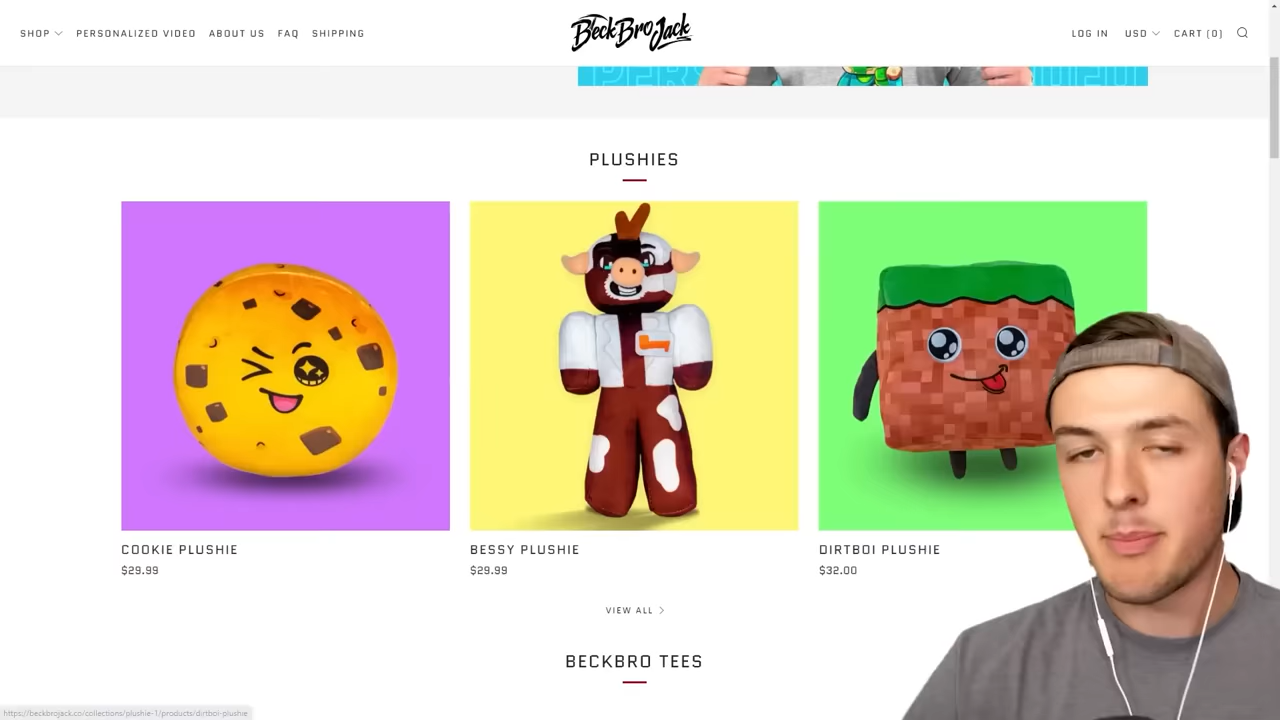 SHOP PERSONALIZED VIDEO ABOUT US FAQ SHIPPING BeckBroJack LOG IN USD CART (0)
PLUSHIES
COOKIE PLUSHIE BESSY PLUSHIE DIRTBOI PLUSHIE
$29.99 $29.99 $32.00
VIEW ALL
BECKBRO TEES
https://beckbrojack.co/collections/plushie-1/products/dirtboi-plushie